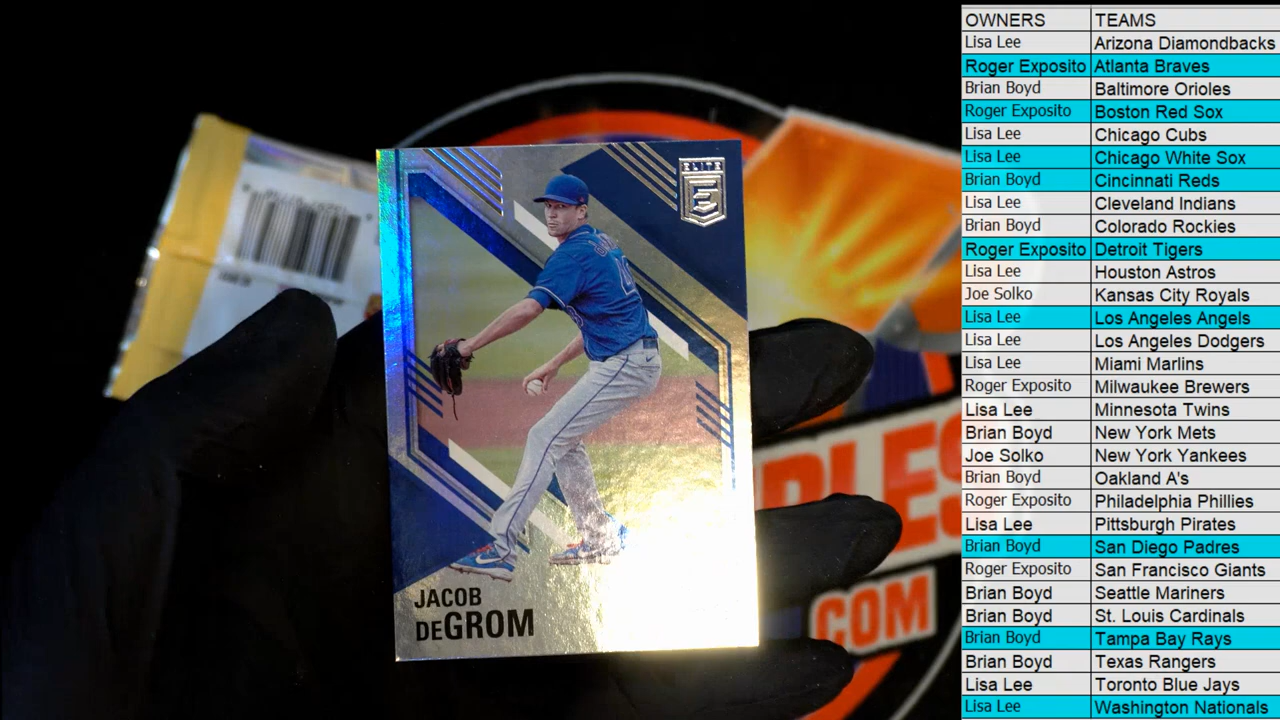 ELITE
E
JACOB
DEGROM
PLES
COM
OWNERS TEAMS
Lisa Lee Arizona Diamondbacks
Roger Exposito Atlanta Braves
Brian Boyd Baltimore Orioles
Roger Exposito Boston Red Sox
Lisa Lee Chicago Cubs
Lisa Lee Chicago White Sox
Brian Boyd Cincinnati Reds
Lisa Lee Cleveland Indians
Brian Boyd Colorado Rockies
Roger Exposito Detroit Tigers
Lisa Lee Houston Astros
Joe Solko Kansas City Royals
Lisa Lee Los Angeles Angels
Lisa Lee Los Angeles Dodgers
Lisa Lee Miami Marlins
Roger Exposito Milwaukee Brewers
Lisa Lee Minnesota Twins
Brian Boyd New York Mets
Joe Solko New York Yankees
Brian Boyd Oakland A's
Roger Exposito Philadelphia Phillies
Lisa Lee Pittsburgh Pirates
Brian Boyd San Diego Padres
Roger Exposito San Francisco Giants
Brian Boyd Seattle Mariners
Brian Boyd St. Louis Cardinals
Brian Boyd Tampa Bay Rays
Brian Boyd Texas Rangers
Lisa Lee Toronto Blue Jays
Lisa Lee Washington Nationals